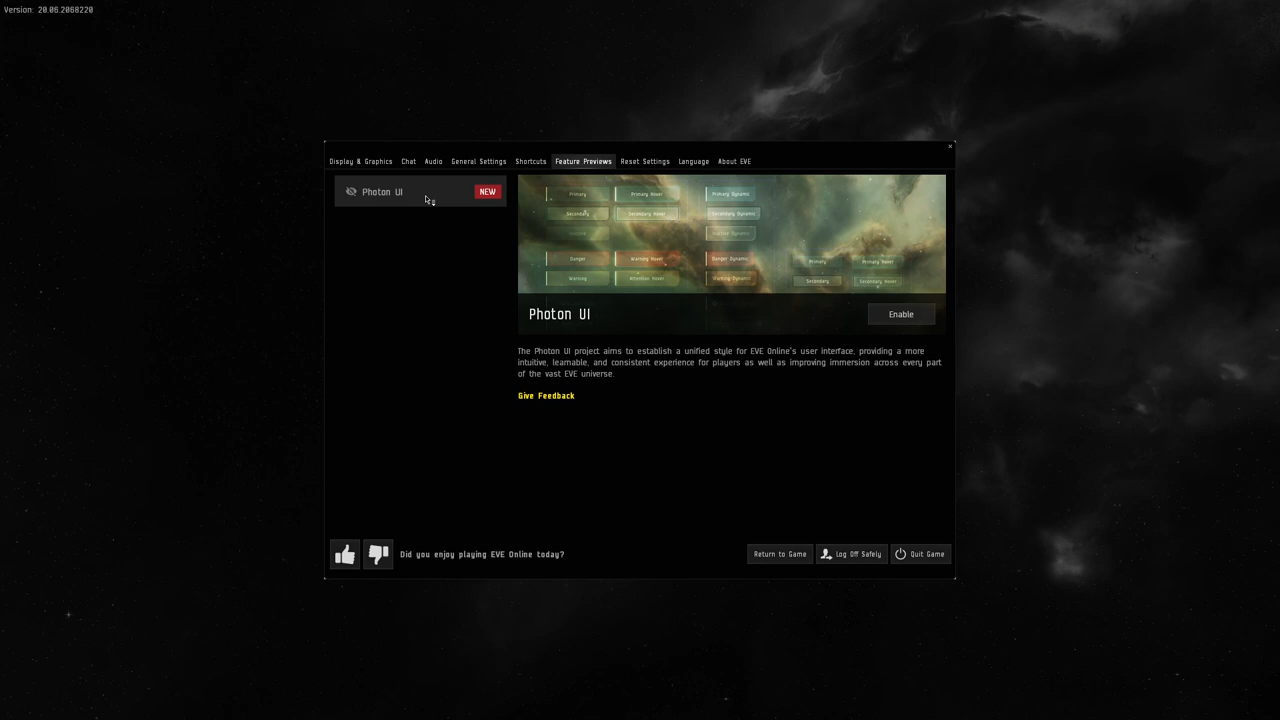 Version: 20.06.2068220
Display & Graphics Chat Audio General Settings Shortcuts Feature Previews Reset Settings Language About EVE
Photon UI NEW
Primary Primary Hover Primary Dynamic
Secondary Secondary Hover Secondary Dynamic
Inactive Inactive Dynamic
Danger Warning Hover Danger Dynamic Primary Primary Hover
Warning Attention Hover Warning Dynamic Secondary Secondary Hover
Photon UI Enable
The Photon UI project aims to establish a unified style for EVE Online's user interface, providing a more
intuitive, learnable, and consistent experience for players as well as improving immersion across every part
of the vast EVE universe.
Give Feedback
Did you enjoy playing EVE Online today? Return to Game Log Off Safely Quit Game